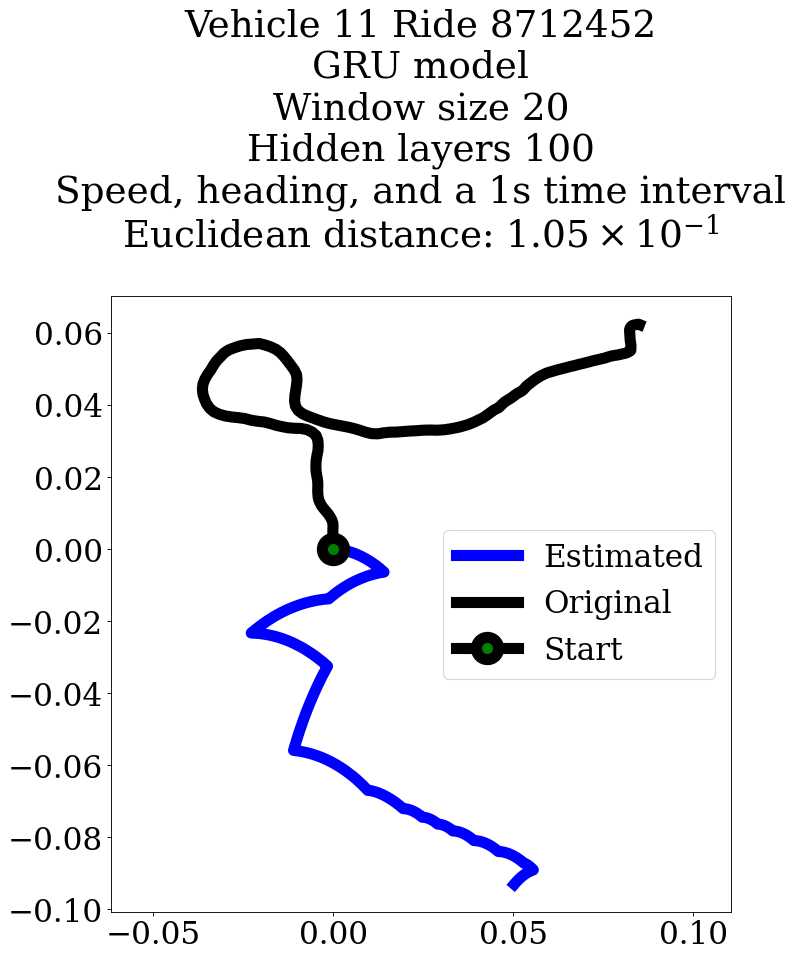 Vehicle 11 Ride 8712452
GRU model
Window size 20
Hidden layers 100
Speed, heading, and a 1s time interval
Euclidean distance: 1.05 × 10⁻¹
0.06
0.04
0.02
0.00
−0.02
−0.04
−0.06
−0.08
−0.10
Estimated
Original
Start
−0.05
0.00
0.05
0.10